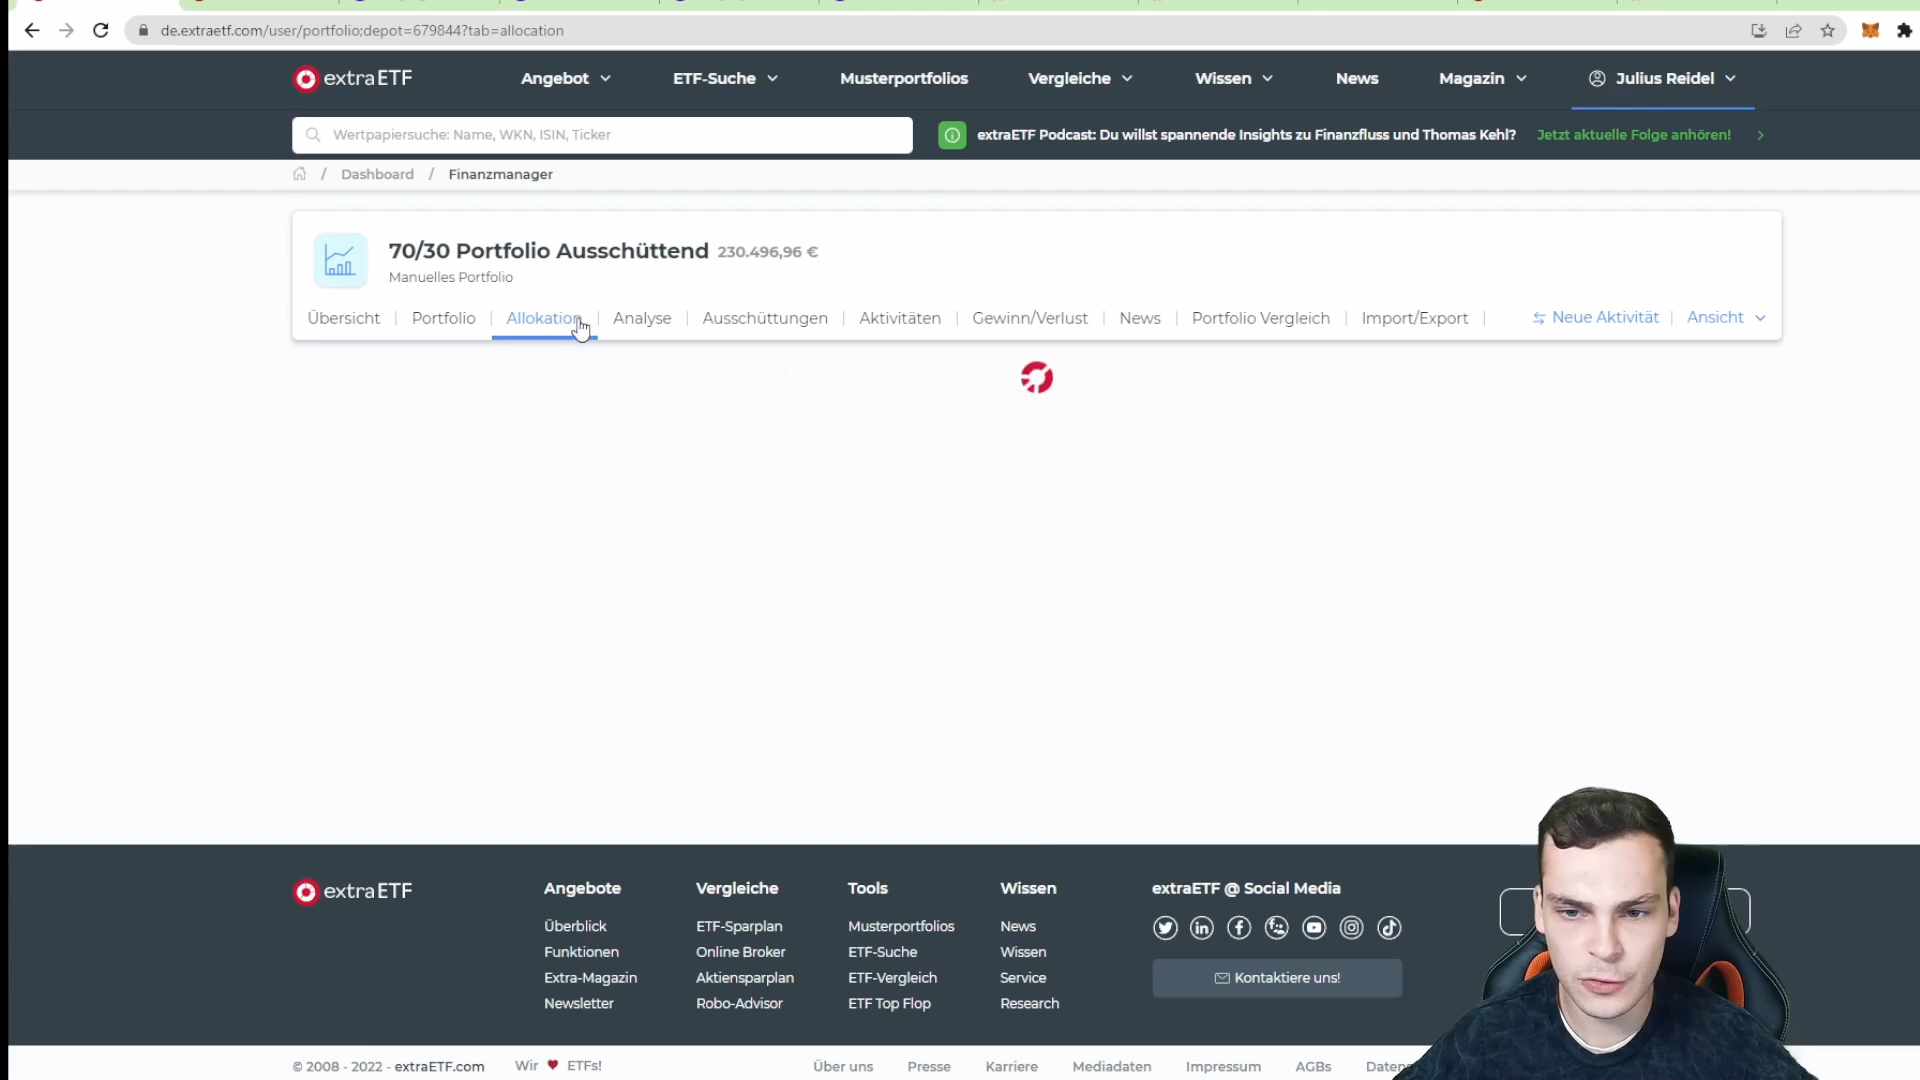 de.extraetf.com/user/portfolio;depot=679844?tab=allocation
extraETF
Angebot
ETF-Suche
Musterportfolios
Vergleiche
Wissen
News
Magazin
Julius Reidel
Wertpapiersuche: Name, WKN, ISIN, Ticker
extraETF Podcast: Du willst spannende Insights zu Finanzfluss und Thomas Kehl? Jetzt aktuelle Folge anhören!
/ Dashboard / Finanzmanager
70/30 Portfolio Ausschüttend 230.496,96 €
Manuelles Portfolio
Übersicht
Portfolio
Allokation
Analyse
Ausschüttungen
Aktivitäten
Gewinn/Verlust
News
Portfolio Vergleich
Import/Export
Neue Aktivität
Ansicht
extraETF
Angebote
Überblick
Funktionen
Extra-Magazin
Newsletter
Vergleiche
ETF-Sparplan
Online Broker
Aktiensparplan
Robo-Advisor
Tools
Musterportfolios
ETF-Suche
ETF-Vergleich
ETF Top Flop
Wissen
News
Wissen
Service
Research
extraETF @ Social Media
Kontaktiere uns!
© 2008 - 2022 - extraETF.com
Wir ♥ ETFs!
Über uns
Presse
Karriere
Mediadaten
Impressum
AGBs